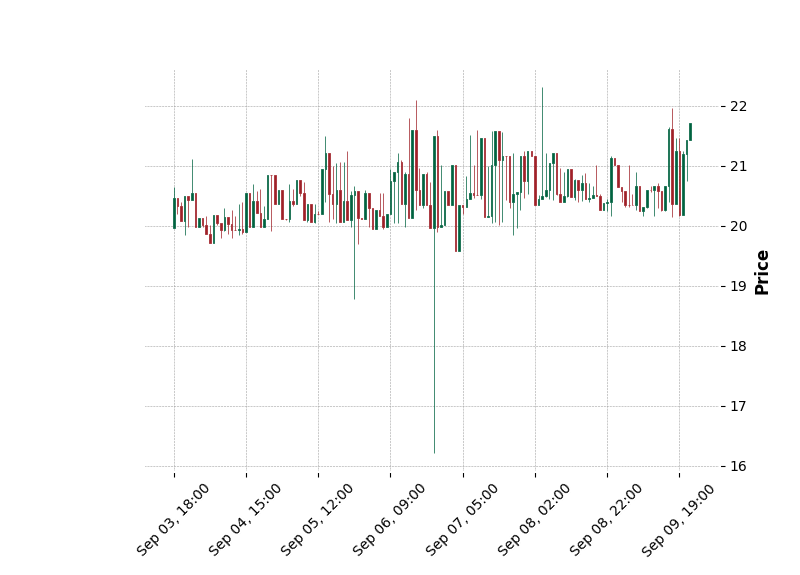 22
21
20
19
18
17
16
Price
Sep 03, 18:00
Sep 04, 15:00
Sep 05, 12:00
Sep 06, 09:00
Sep 07, 05:00
Sep 08, 02:00
Sep 08, 22:00
Sep 09, 19:00